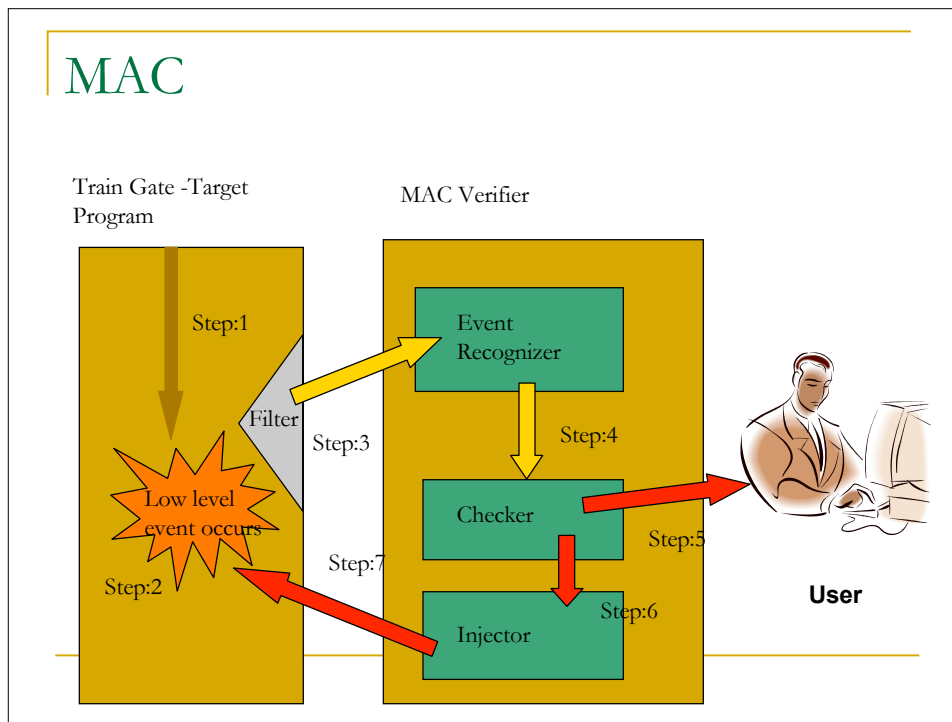 MAC
Train Gate -Target
Program
MAC Verifier
Step:1
Event
Recognizer
Filter
Step:3
Step:4
Low level
event occurs
Checker
Step:5
Step:7
Step:2
Step:6
User
Injector